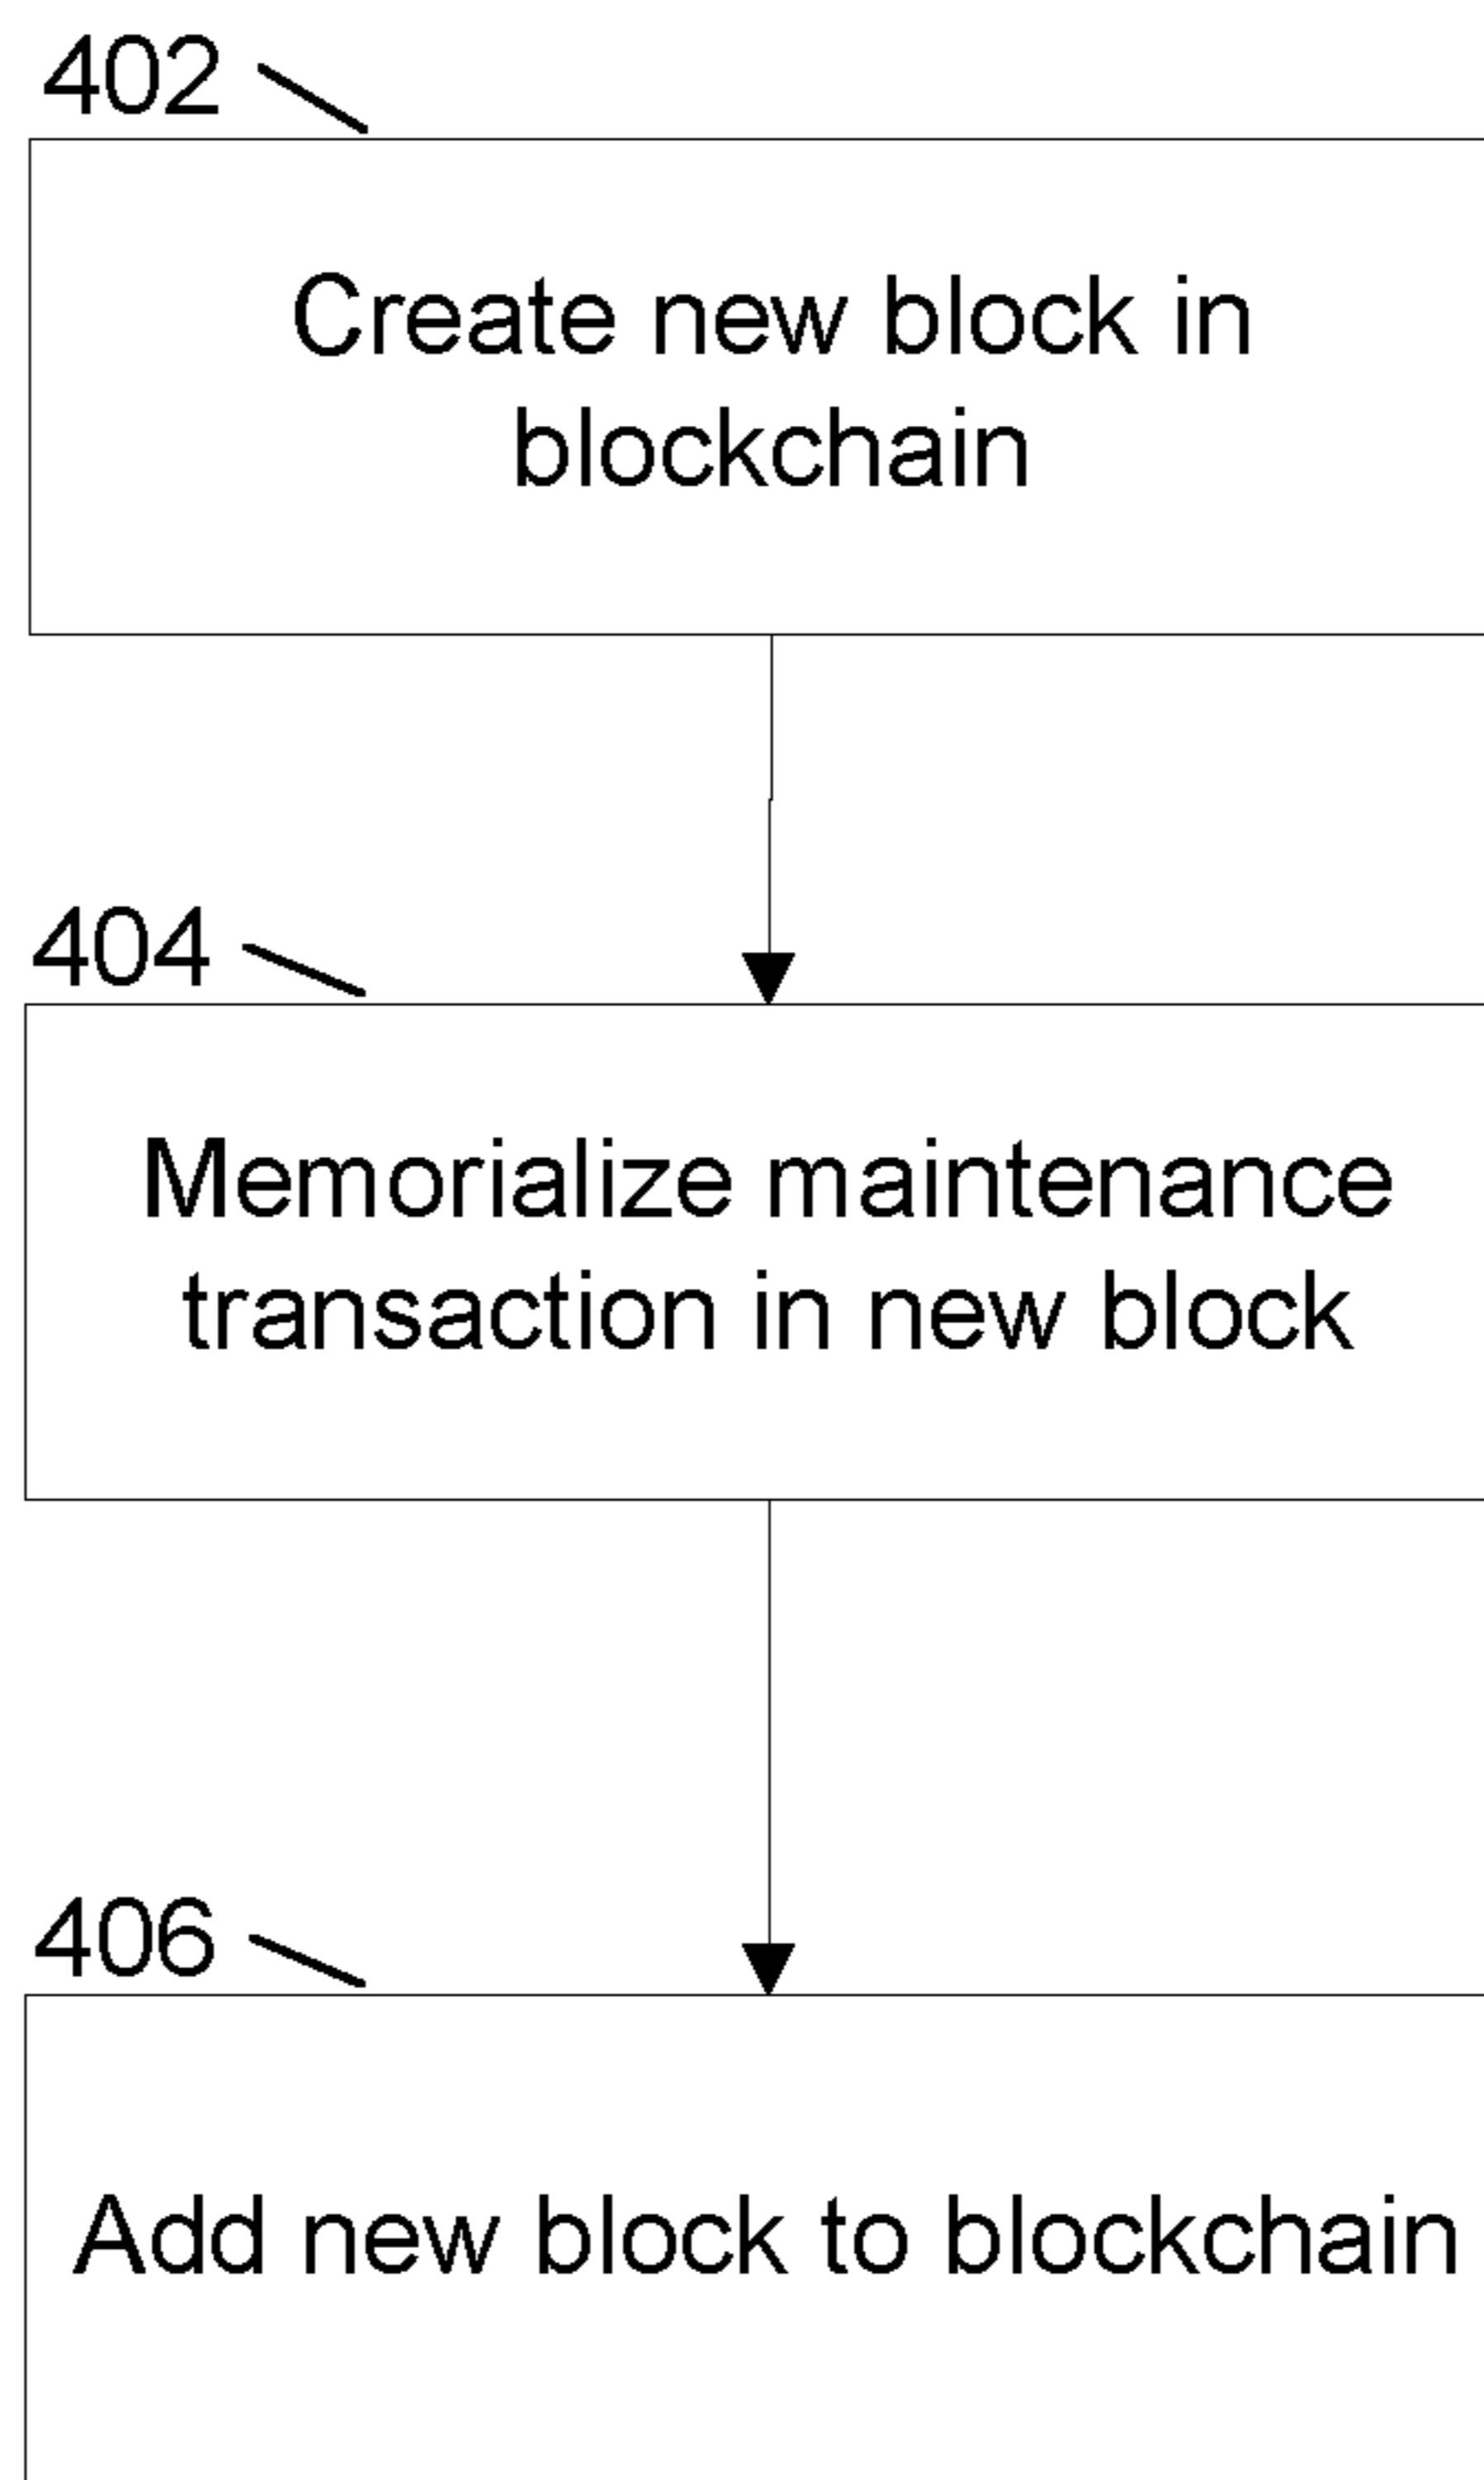 402
Create new block in
blockchain
404
Memorialize maintenance
transaction in new block
406
Add new block to blockchain